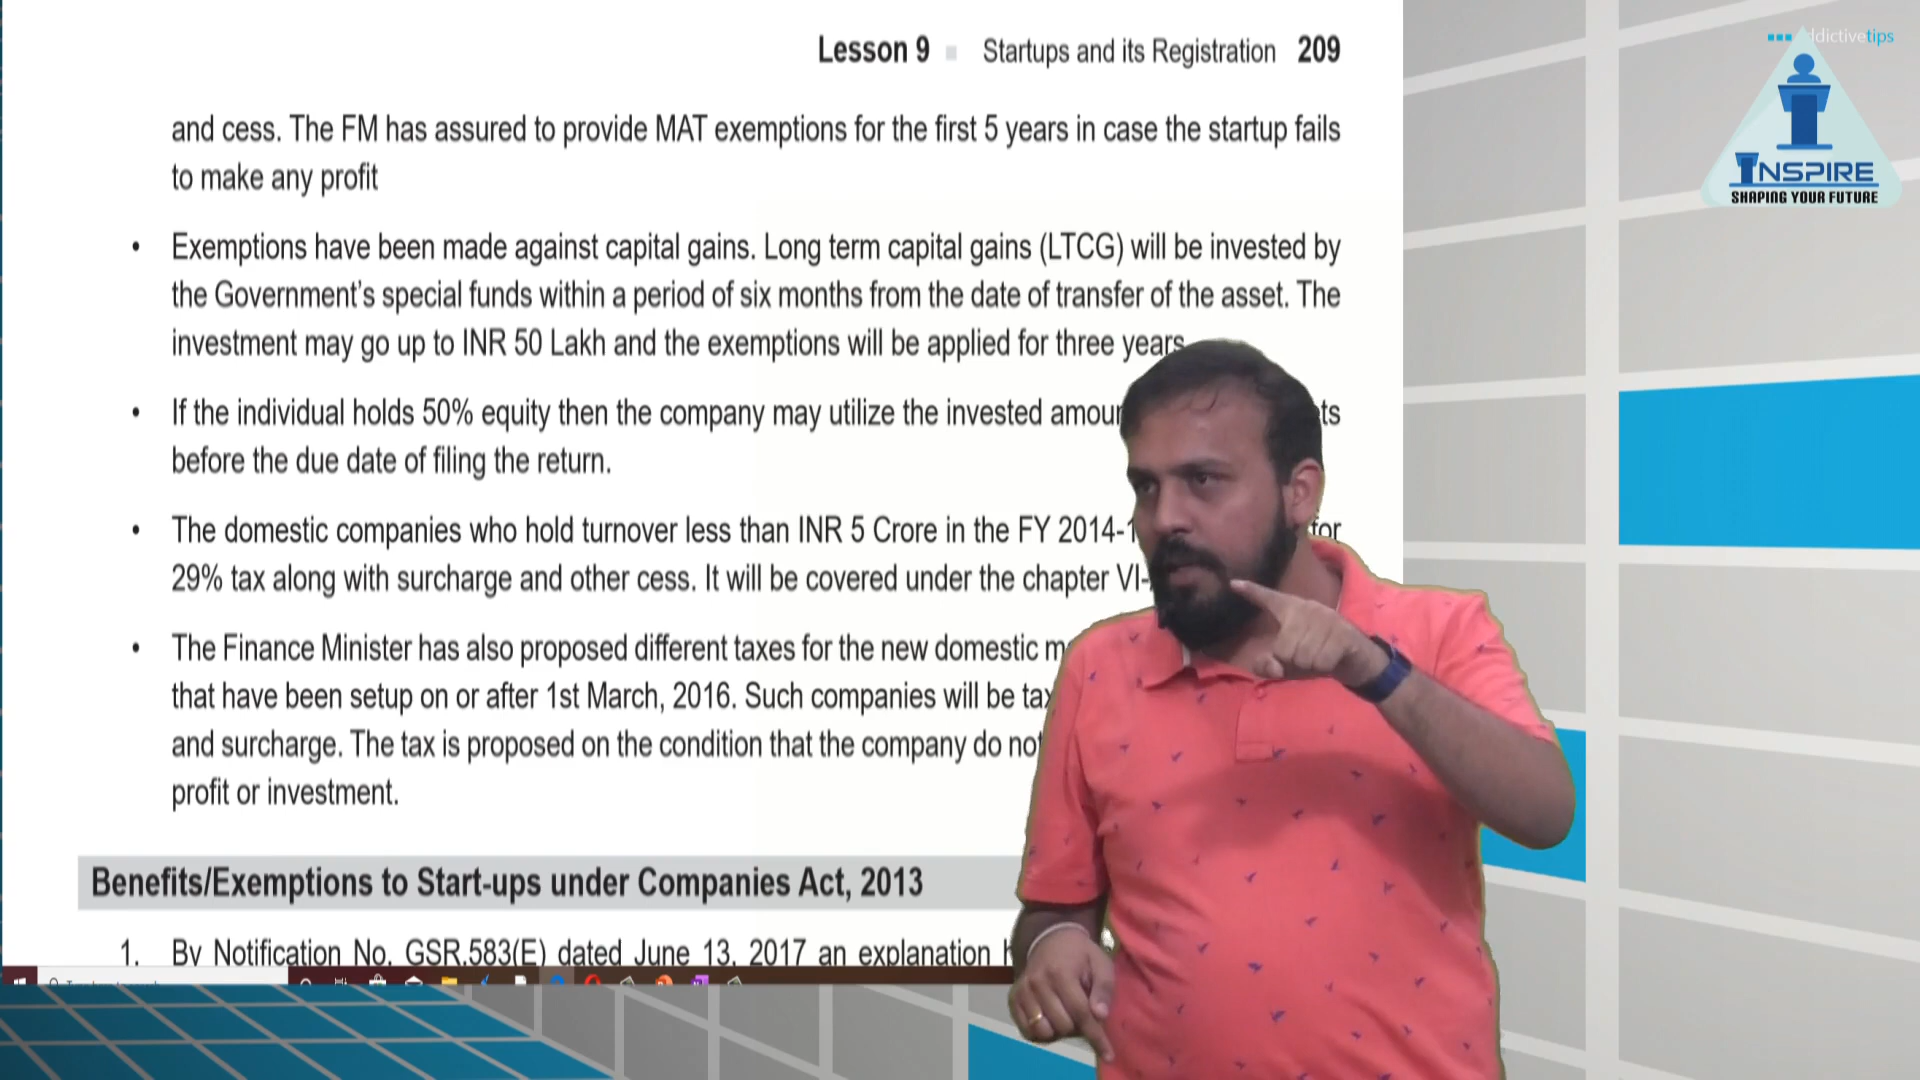 Lesson 9 Startups and its Registration 209
dictivetips
and cess. The FM has assured to provide MAT exemptions for the first 5 years in case the startup fails
to make any profit
• Exemptions have been made against capital gains. Long term capital gains (LTCG) will be invested by
the Government's special funds within a period of six months from the date of transfer of the asset. The
investment may go up to INR 50 Lakh and the exemptions will be applied for three years
• If the individual holds 50% equity then the company may utilize the invested
before the due date of filing the return.
• The domestic companies who hold turnover less than INR 5 Crore in the FY for
29% tax along with surcharge and other cess. It will be covered under the chapter
• The Finance Minister has also proposed different taxes for the new domestic
that have been setup on or after 1st March, 2016. Such companies will be
and surcharge. The tax is proposed on the condition that the company do
profit or investment.
Benefits/Exemptions to Start-ups under Companies Act, 2013
1. By Notification No. GSR.583(E) dated June 13, 2017 an explanation
INSPIRE
SHAPING YOUR FUTURE